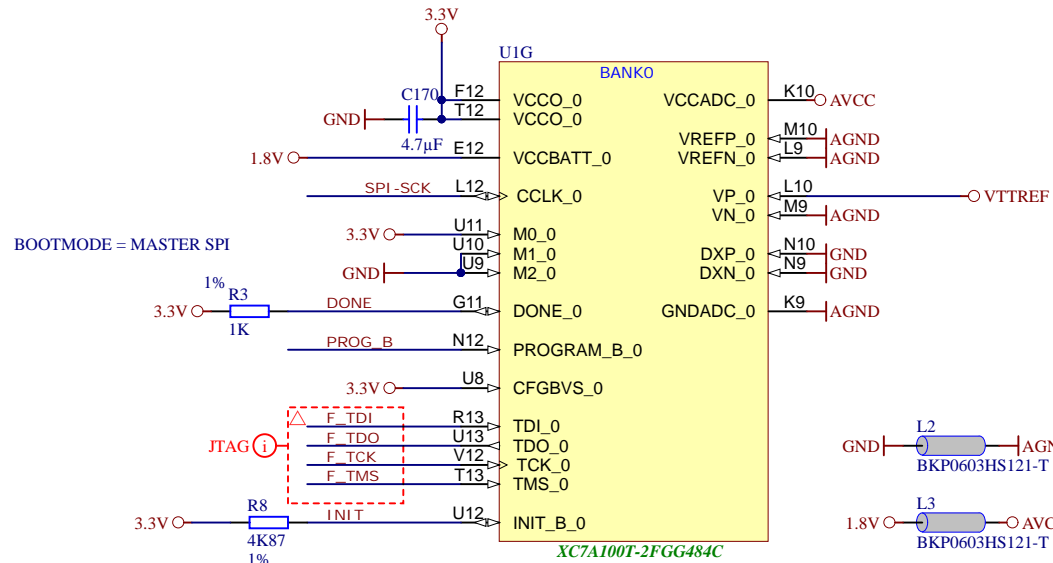 3.3V
U1G
BANK0
C170
GND
4.7µF
F12
VCCO_0
T12
VCCO_0
VCCADC_0
K10
AVCC
VREFP_0
M10
AGND
VREFN_0
L9
AGND
1.8V
E12
VCCBATT_0
SPI-SCK
L12
CCLK_0
VP_0
L10
VTTREF
VN_0
M9
AGND
BOOTMODE = MASTER SPI
3.3V
U11
M0_0
U10
M1_0
GND
U9
M2_0
DXP_0
N10
GND
DXN_0
N9
GND
1%
R3
3.3V
1K
DONE
G11
DONE_0
GNDADC_0
K9
AGND
PROG_B
N12
PROGRAM_B_0
3.3V
U8
CFGBVS_0
JTAG
i
F_TDI
R13
TDI_0
F_TDO
U13
TDO_0
F_TCK
V12
TCK_0
F_TMS
T13
TMS_0
R8
3.3V
4K87
1%
INIT
U12
INIT_B_0
XC7A100T-2FGG484C
L2
GND
AGN
BKP0603HS121-T
L3
1.8V
AVC
BKP0603HS121-T